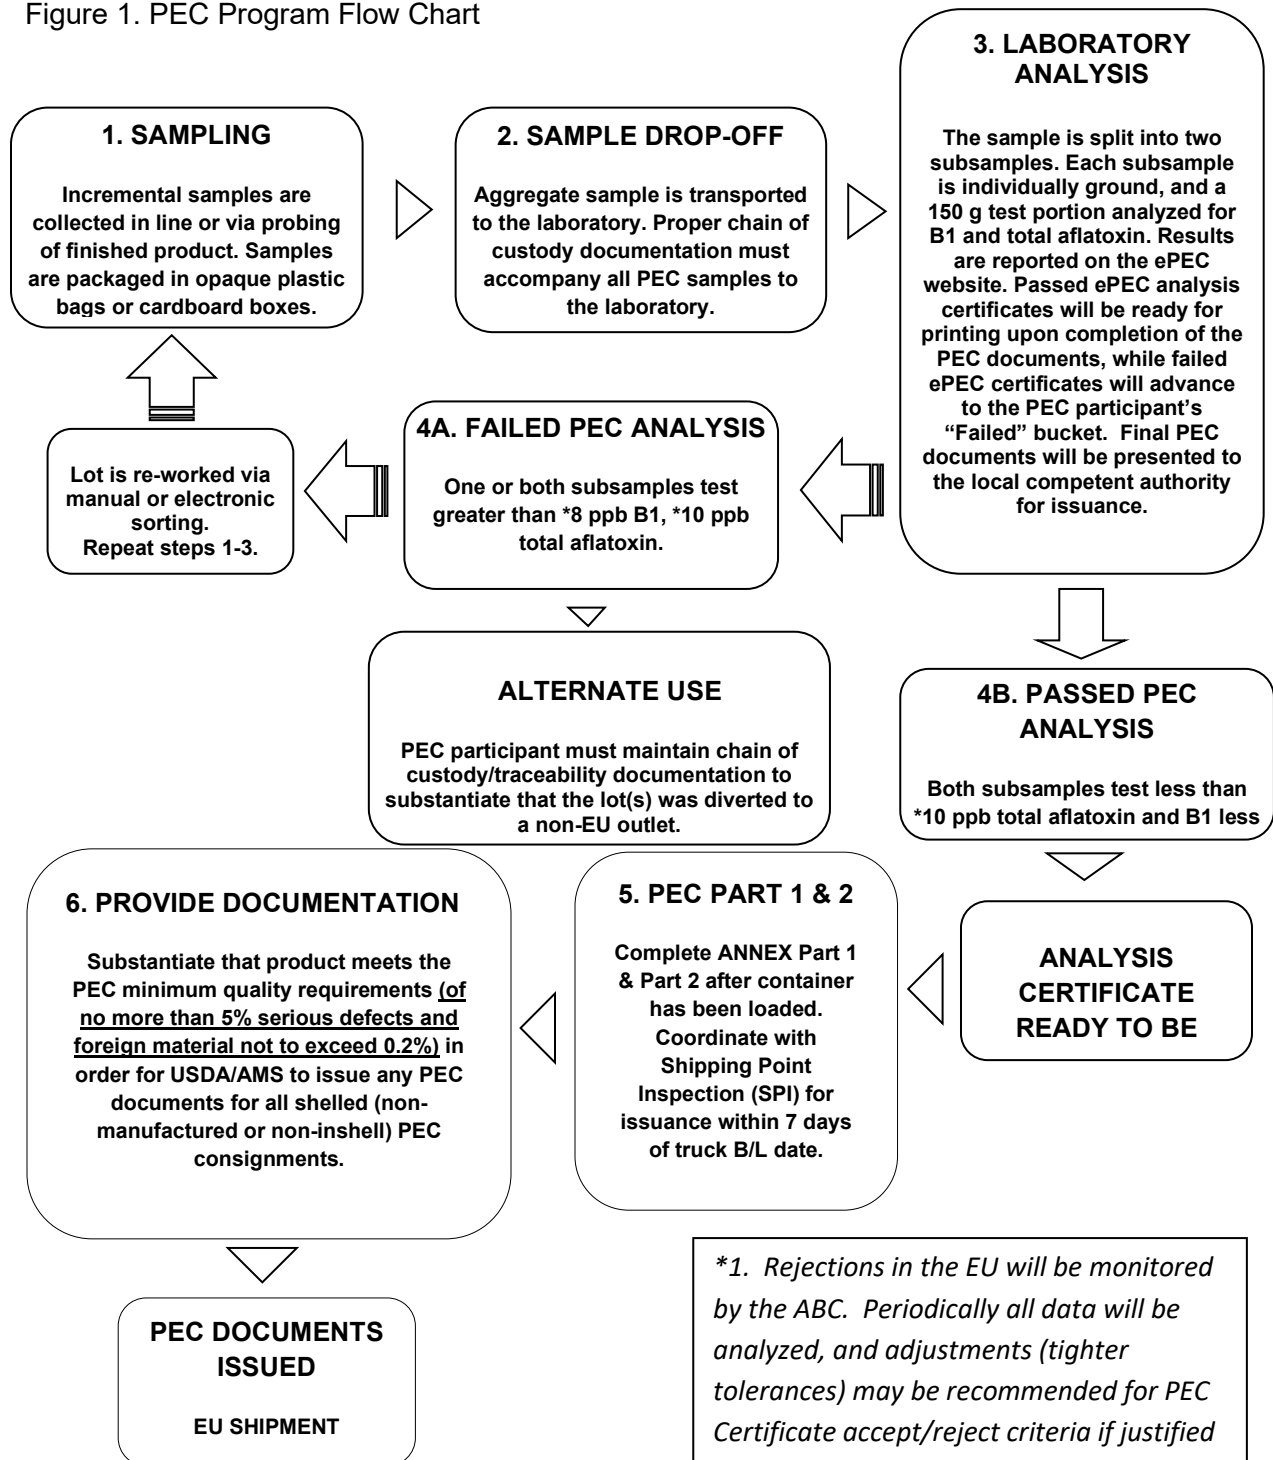 Figure 1. PEC Program Flow Chart
1. SAMPLING
Incremental samples are
collected in line or via probing
of finished product. Samples
are packaged in opaque plastic
bags or cardboard boxes.
2. SAMPLE DROP-OFF
Aggregate sample is transported
to the laboratory. Proper chain of
custody documentation must
accompany all PEC samples to
the laboratory.
3. LABORATORY
ANALYSIS
The sample is split into two
subsamples. Each subsample
is individually ground, and a
150 g test portion analyzed for
B1 and total aflatoxin. Results
are reported on the ePEC
website. Passed ePEC analysis
certificates will be ready for
printing upon completion of the
PEC documents, while failed
ePEC certificates will advance
to the PEC participant’s
“Failed” bucket. Final PEC
documents will be presented to
the local competent authority
for issuance.
4A. FAILED PEC ANALYSIS
One or both subsamples test
greater than *8 ppb B1, *10 ppb
total aflatoxin.
Lot is re-worked via
manual or electronic
sorting.
Repeat steps 1-3.
ALTERNATE USE
PEC participant must maintain chain of
custody/traceability documentation to
substantiate that the lot(s) was diverted to
a non-EU outlet.
4B. PASSED PEC
ANALYSIS
Both subsamples test less than
*10 ppb total aflatoxin and B1 less
ANALYSIS
CERTIFICATE
READY TO BE
5. PEC PART 1 & 2
Complete ANNEX Part 1
& Part 2 after container
has been loaded.
Coordinate with
Shipping Point
Inspection (SPI) for
issuance within 7 days
of truck B/L date.
6. PROVIDE DOCUMENTATION
Substantiate that product meets the
PEC minimum quality requirements (of
no more than 5% serious defects and
foreign material not to exceed 0.2%) in
order for USDA/AMS to issue any PEC
documents for all shelled (non-
manufactured or non-inshell) PEC
consignments.
PEC DOCUMENTS
ISSUED
EU SHIPMENT
*1. Rejections in the EU will be monitored
by the ABC. Periodically all data will be
analyzed, and adjustments (tighter
tolerances) may be recommended for PEC
Certificate accept/reject criteria if justified